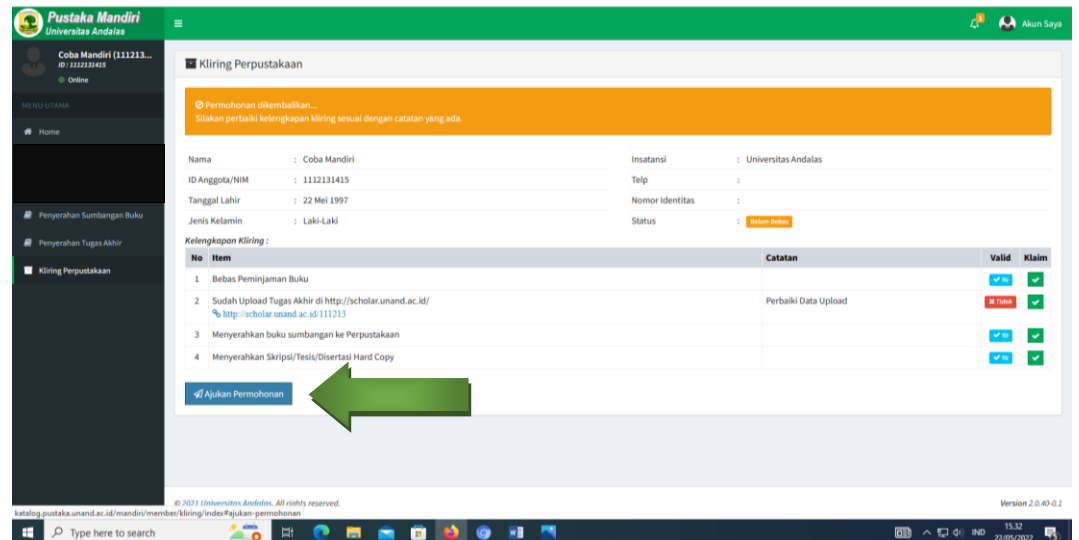 Pustaka Mandiri
Universitas Andalas
Akun Saya
Coba Mandiri (111213...
ID : 1112131415
Online
MENU UTAMA
Home
Penyerahan Sumbangan Buku
Penyerahan Tugas Akhir
Kliring Perpustakaan
Kliring Perpustakaan
Permohonan dikembalikan...
Silakan perbaiki kelengkapan kliring sesuai dengan catatan yang ada.
Nama : Coba Mandiri Insatansi : Universitas Andalas
ID Anggota/NIM : 1112131415 Telp :
Tanggal Lahir : 22 Mei 1997 Nomor Identitas :
Jenis Kelamin : Laki-Laki Status : Belum Bebas
Kelengkapan Kliring :
No Item Catatan Valid Klaim
1 Bebas Peminjaman Buku Ya
2 Sudah Upload Tugas Akhir di http://scholar.unand.ac.id/ Perbaiki Data Upload Tidak
http://scholar.unand.ac.id/111213
3 Menyerahkan buku sumbangan ke Perpustakaan Ya
4 Menyerahkan Skripsi/Tesis/Disertasi Hard Copy Ya
Ajukan Permohonan
© 2021 Universitas Andalas. All rights reserved. Version 2.0.40-0.1
katalog.pustaka.unand.ac.id/mandiri/member/kliring/index#ajukan-permohonan
Type here to search
IND
15.32
22/05/2022